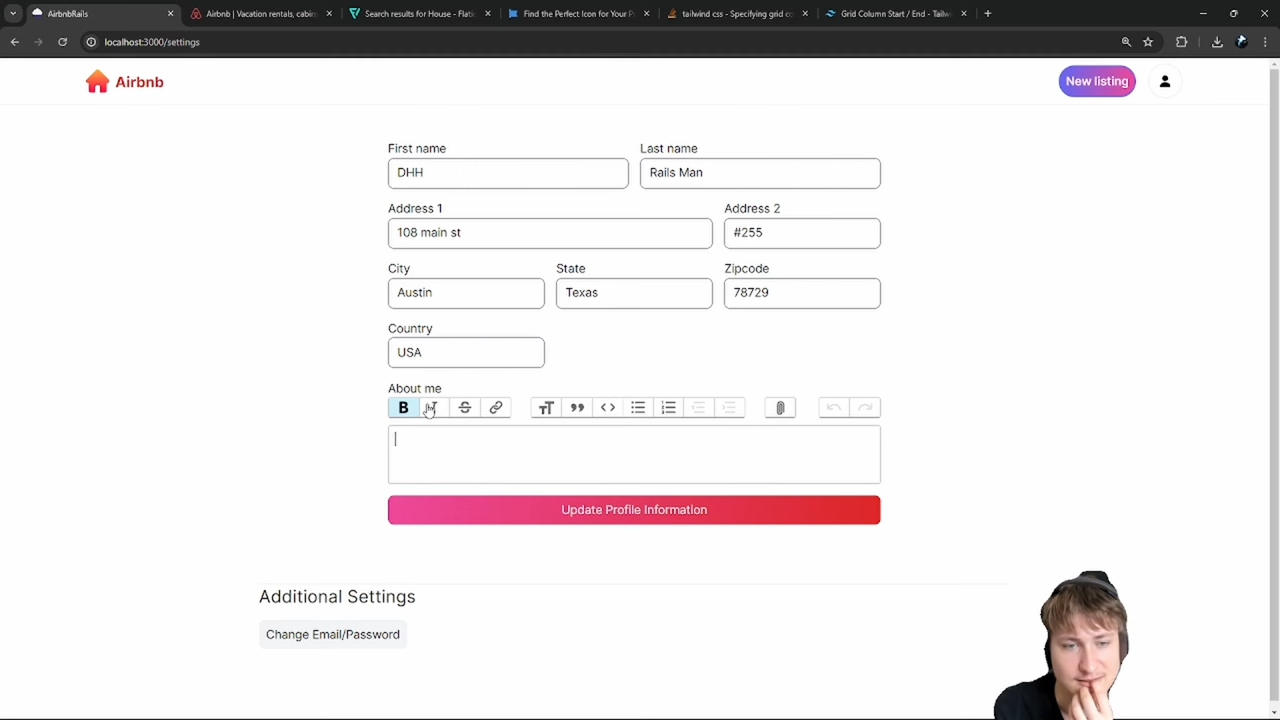 AirbnbRails
Airbnb | Vacation rentals, cabin
Search results for House - Flati
Find the Perfect Icon for Your P
tailwind css - Specifying grid co
Grid Column Start / End - Tailw
localhost:3000/settings
Airbnb
New listing
First name
Last name
DHH
Rails Man
Address 1
Address 2
108 main st
#255
City
State
Zipcode
Austin
Texas
78729
Country
USA
About me
B
Update Profile Information
Additional Settings
Change Email/Password